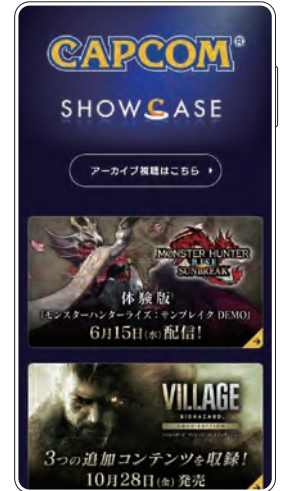 CAPCOM®
SHOWCASE
アーカイブ視聴はこちら
MONSTER HUNTER
RISE
SUNBREAK
体験版
『モンスターハンターライズ：サンブレイク DEMO』
6月15日(水)配信!
VILLAGE
BIOHAZARD
GOLD EDITION
3つの追加コンテンツを収録!
10月28日(金)発売